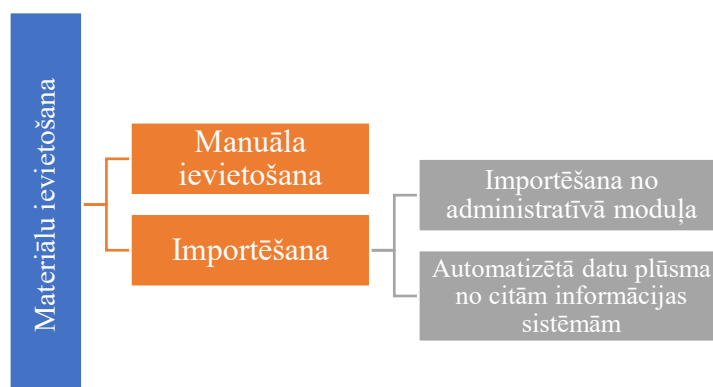 Materiālu ievietošana
Manuāla
ievietošana
Importēšana
Importēšana no
administratīvā moduļa
Automatizētā datu plūsma
no citām informācijas
sistēmām